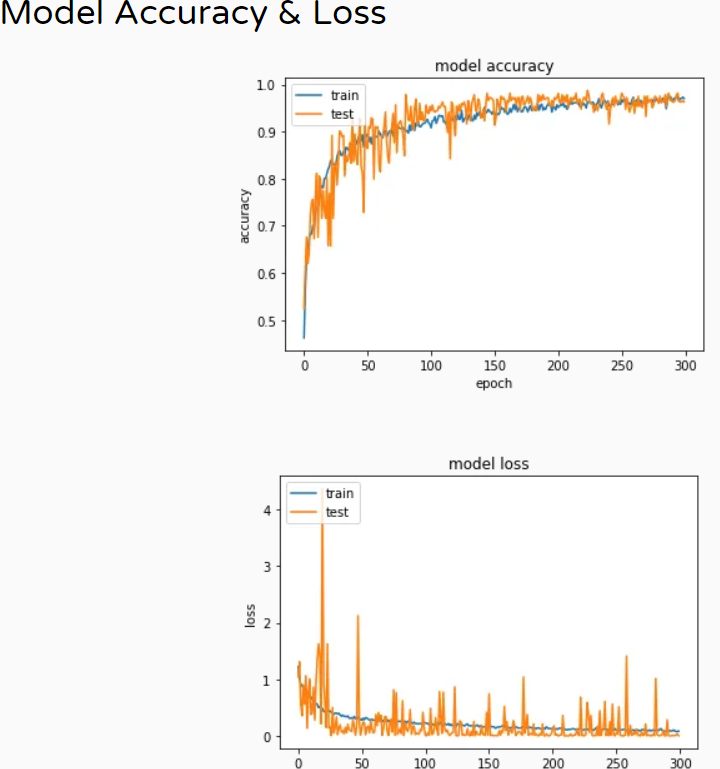 Model Accuracy & Loss
model accuracy
1.0
train
test
0.9
0.8
accuracy
0.7
0.6
0.5
0 50 100 150 200 250 300
epoch
model loss
train
4
test
3
loss
2
1
0
0 50 100 150 200 250 300